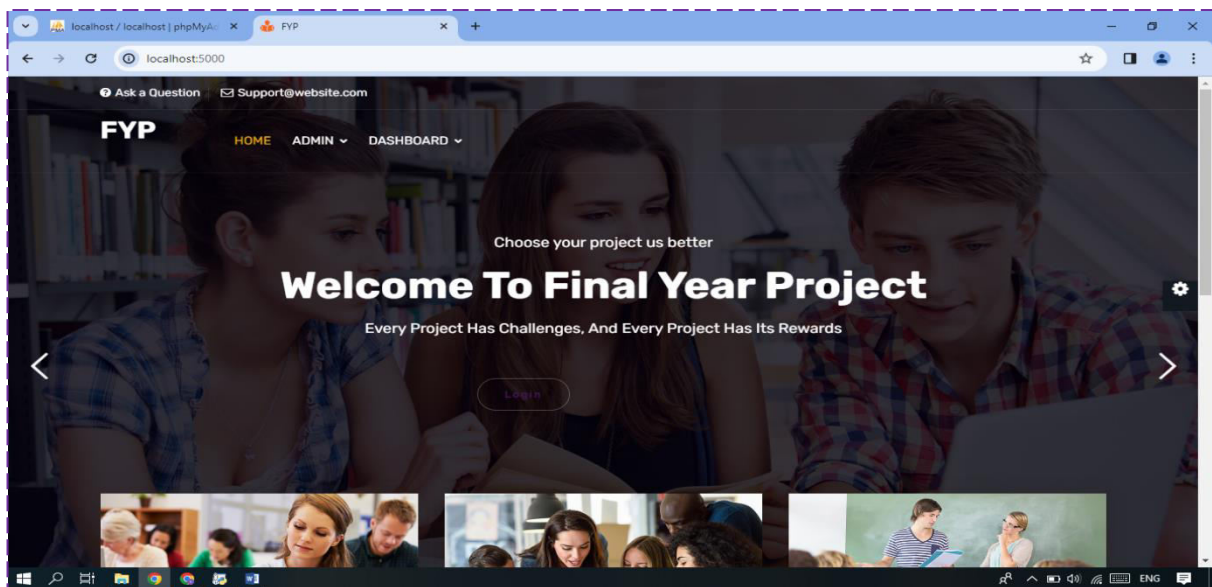 localhost / localhost | phpMyAd
FYP
localhost:5000
Ask a Question
Support@website.com
FYP
HOME
ADMIN
DASHBOARD
Choose your project us better
Welcome To Final Year Project
Every Project Has Challenges, And Every Project Has Its Rewards
Login
ENG